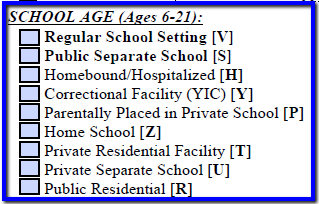 SCHOOL AGE (Ages 6-21):
Regular School Setting [V]
Public Separate School [S]
Homebound/Hospitalized [H]
Correctional Facility (YIC) [Y]
Parentally Placed in Private School [P]
Home School [Z]
Private Residential Facility [T]
Private Separate School [U]
Public Residential [R]